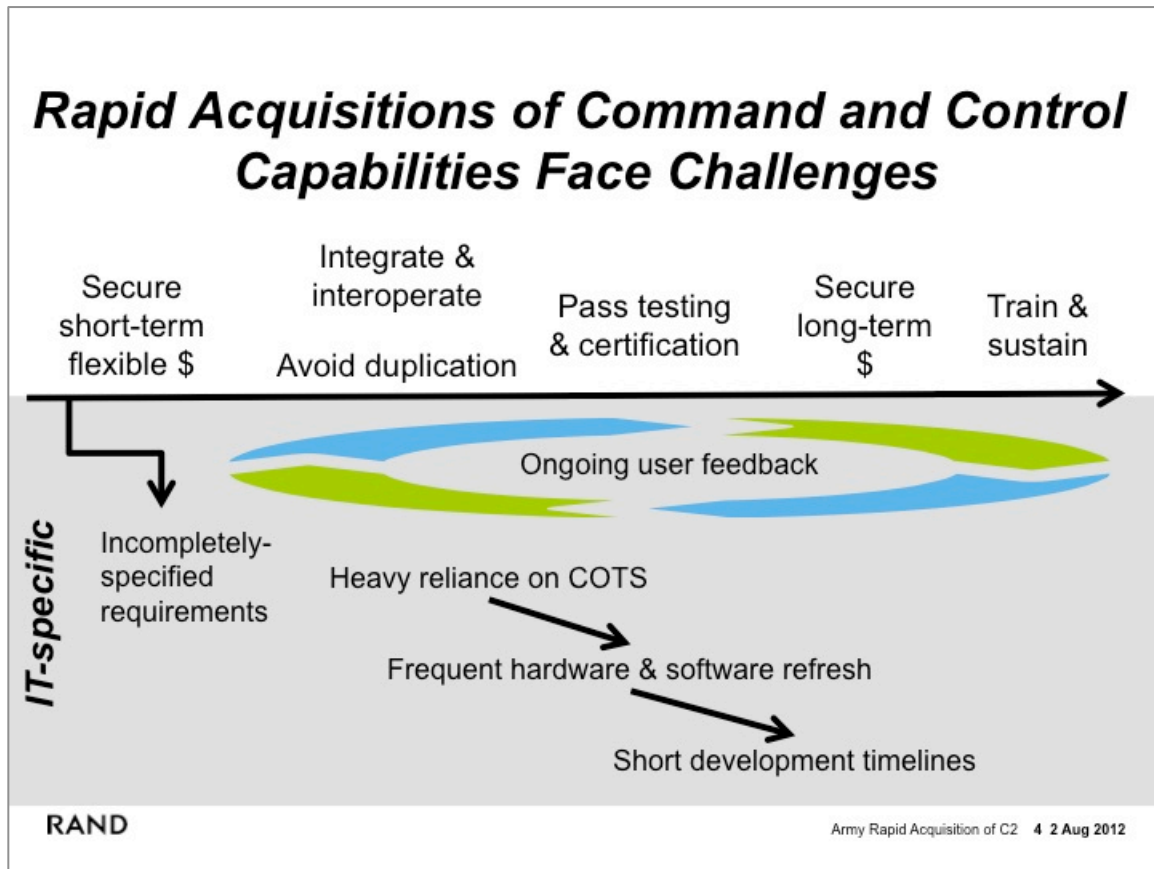 Rapid Acquisitions of Command and Control
Capabilities Face Challenges
Secure
short-term
flexible $
Integrate &
interoperate
Avoid duplication
Pass testing
& certification
Secure
long-term
$
Train &
sustain
Ongoing user feedback
IT-specific
Incompletely-
specified
requirements
Heavy reliance on COTS
Frequent hardware & software refresh
Short development timelines
RAND
Army Rapid Acquisition of C2 4 2 Aug 2012